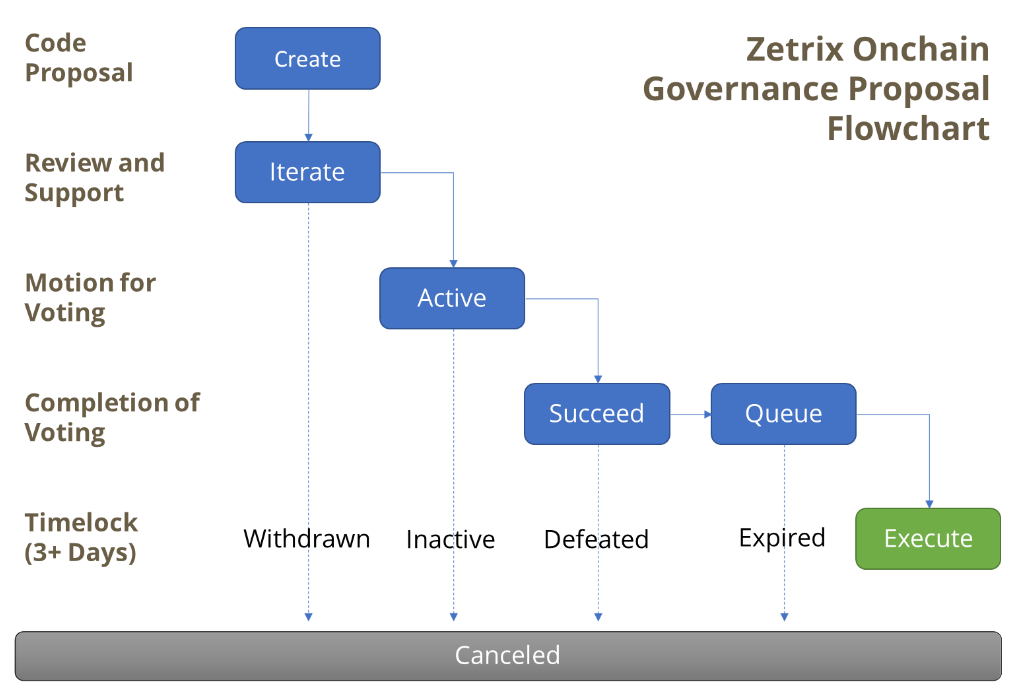 Zetrix Onchain
Governance Proposal
Flowchart
Code
Proposal
Create
Review and
Support
Iterate
Motion for
Voting
Active
Completion of
Voting
Succeed
Queue
Timelock
(3+ Days)
Withdrawn
Inactive
Defeated
Expired
Execute
Canceled